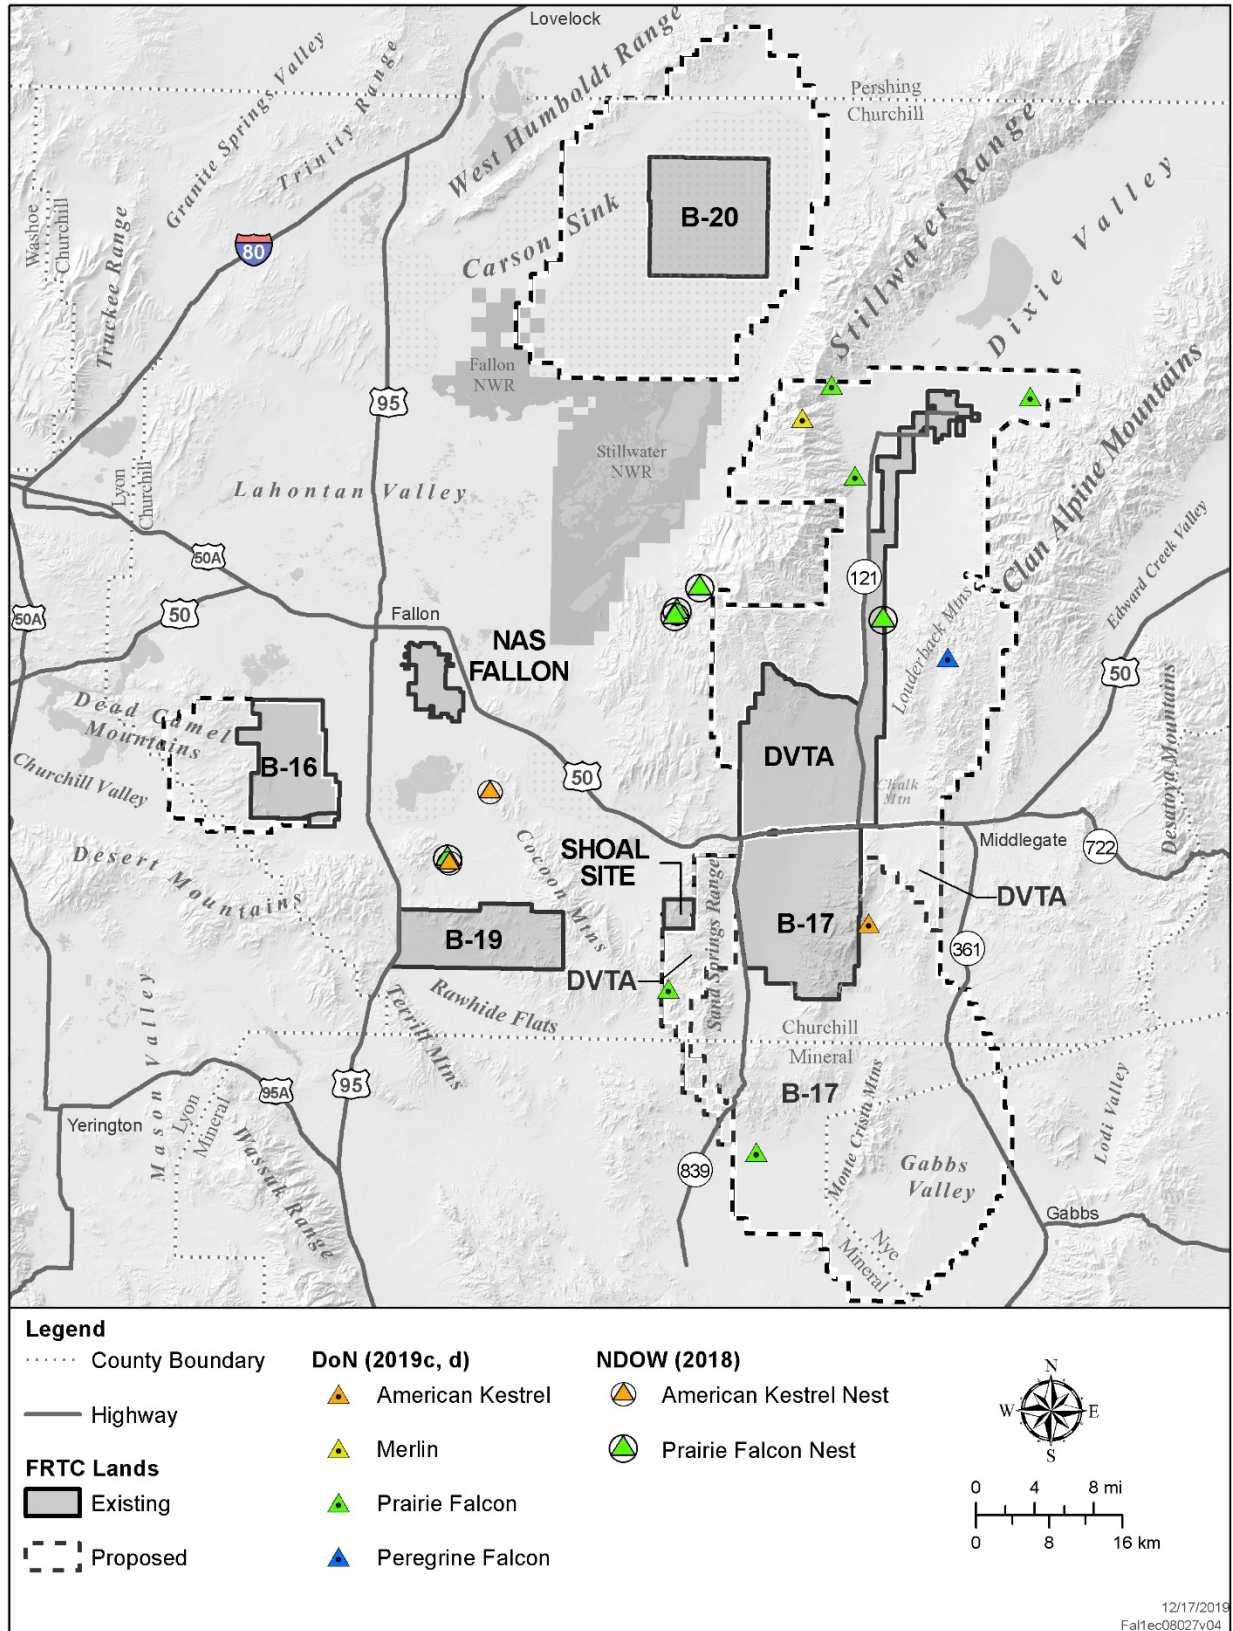 Lovelock
West Humboldt Range
Granite Springs Valley
Trinity Range
Pershing
Churchill
Washoe
Churchill
Truckee Range
80
B-20
Carson Sink
Stillwater Range
Dixie Valley
Fallon
NWR
95
Stillwater
NWR
Lyon
Churchill
Lahontan Valley
Clan Alpine Mountains
Edward Creek Valley
50A
50
50A
Fallon
121
NAS
FALLON
Louderback Mtns
50
Desatoya Mountains
Dead Camel
Mountains
Churchill Valley
B-16
50
DVTA
Chalk
Mtn
Middlegate
722
Desert Mountains
Cocoon Mtns
SHOAL
SITE
Sand Springs Range
DVTA
B-19
B-17
361
DVTA
Rawhide Flats
Terrill Mtns
Churchill
Mineral
Mason Valley
B-17
Monte Cristo Mtns
Lodi Valley
95A
95
Yerington
Lyon
Mineral
Wassuk Range
839
Gabbs
Valley
Gabbs
Nye
Mineral
Legend
County Boundary
Highway
FRTC Lands
Existing
Proposed
DoN (2019c, d)
American Kestrel
Merlin
Prairie Falcon
Peregrine Falcon
NDOW (2018)
American Kestrel Nest
Prairie Falcon Nest
N
W E
S
0 4 8 mi
0 8 16 km
12/17/2019
Fal1ec08027v04